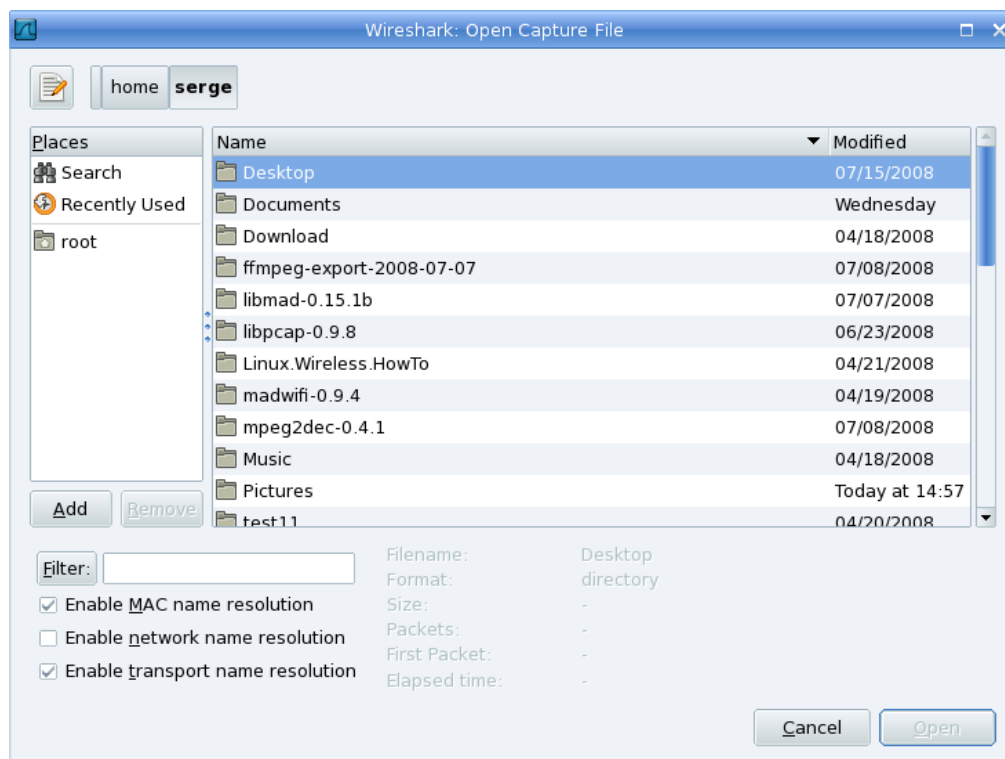 Wireshark: Open Capture File
home serge
Places
Search
Recently Used
root
Add Remove
Name Modified
Desktop 07/15/2008
Documents Wednesday
Download 04/18/2008
ffmpeg-export-2008-07-07 07/08/2008
libmad-0.15.1b 07/07/2008
libpcap-0.9.8 06/23/2008
Linux.Wireless.HowTo 04/21/2008
madwifi-0.9.4 04/19/2008
mpeg2dec-0.4.1 07/08/2008
Music 04/18/2008
Pictures Today at 14:57
test11 04/20/2008
Filter:
Enable MAC name resolution
Enable network name resolution
Enable transport name resolution
Filename: Desktop
Format: directory
Size: -
Packets: -
First Packet: -
Elapsed time: -
Cancel Open